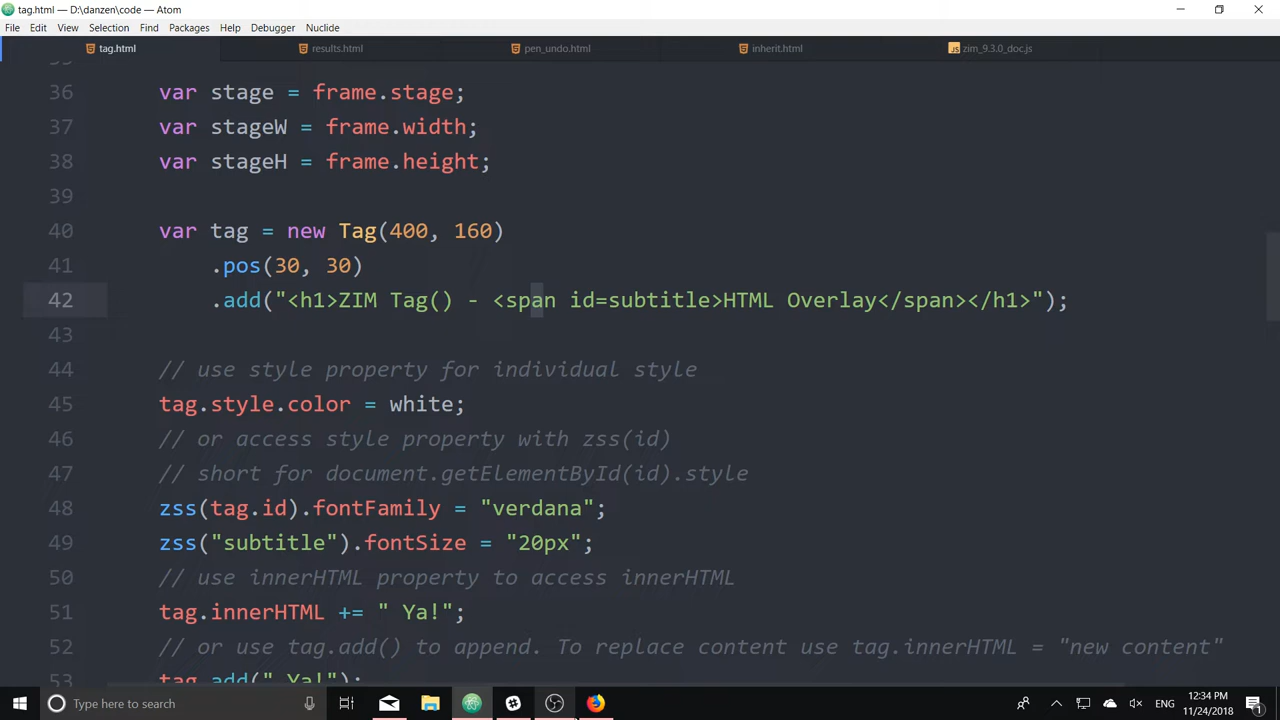 tag.html — D:\danzen\code — Atom
File Edit View Selection Find Packages Help Debugger Nuclide
tag.html results.html pen_undo.html inherit.html zim_9.3.0_doc.js
36 var stage = frame.stage;
37 var stageW = frame.width;
38 var stageH = frame.height;
39
40 var tag = new Tag(400, 160)
41 .pos(30, 30)
42 .add("<h1>ZIM Tag() - <span id=subtitle>HTML Overlay</span></h1>");
43
44 // use style property for individual style
45 tag.style.color = white;
46 // or access style property with zss(id)
47 // short for document.getElementById(id).style
48 zss(tag.id).fontFamily = "verdana";
49 zss("subtitle").fontSize = "20px";
50 // use innerHTML property to access innerHTML
51 tag.innerHTML += " Ya!";
52 // or use tag.add() to append. To replace content use tag.innerHTML = "new content"
53 tag.add(" Ya!");
Type here to search
ENG
12:34 PM
11/24/2018
1